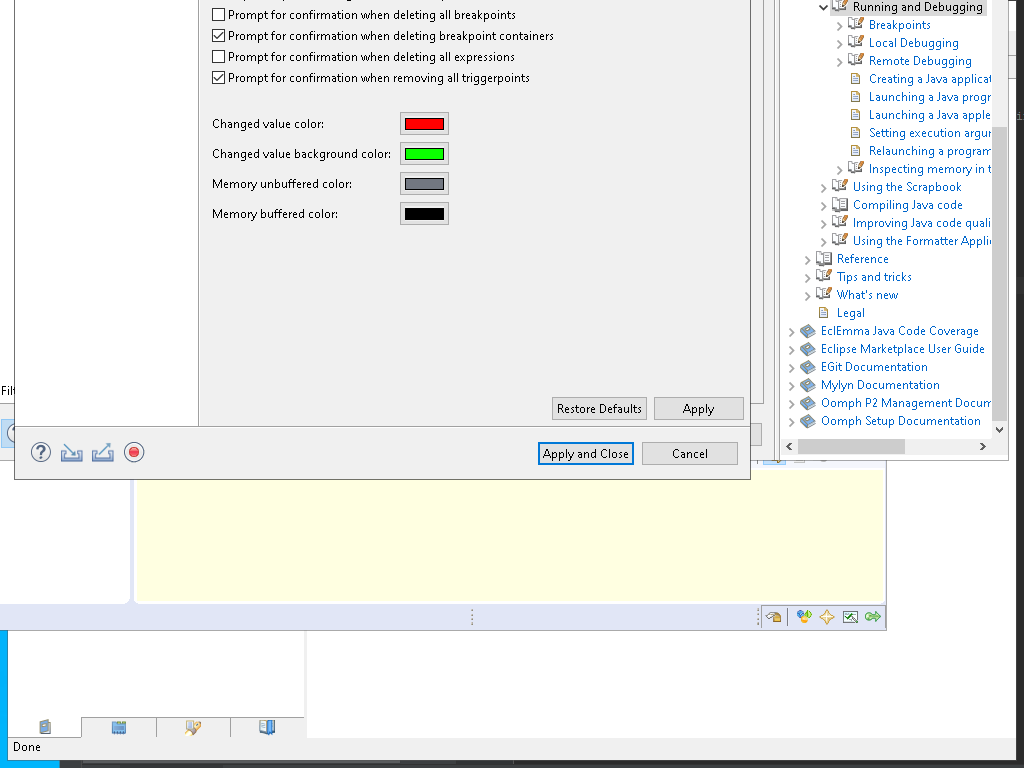 Prompt for confirmation when deleting all breakpoints
Prompt for confirmation when deleting breakpoint containers
Prompt for confirmation when deleting all expressions
Prompt for confirmation when removing all triggerpoints
Changed value color:
Changed value background color:
Memory unbuffered color:
Memory buffered color:
Restore Defaults
Apply
Apply and Close
Cancel
Running and Debugging
Breakpoints
Local Debugging
Remote Debugging
Creating a Java applicat
Launching a Java progr
Launching a Java apple
Setting execution argur
Relaunching a program
Inspecting memory in t
Using the Scrapbook
Compiling Java code
Improving Java code quali
Using the Formatter Appli
Reference
Tips and tricks
What's new
Legal
EclEmma Java Code Coverage
Eclipse Marketplace User Guide
EGit Documentation
Mylyn Documentation
Oomph P2 Management Docum
Oomph Setup Documentation
Filt
Done